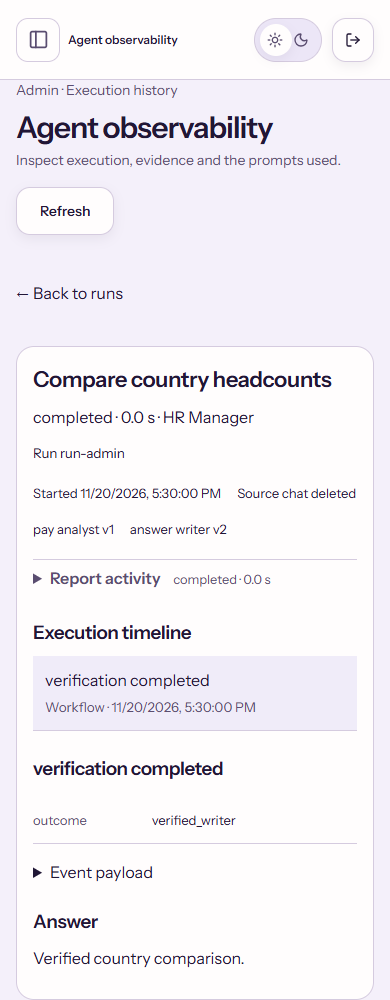 Agent observability
Admin · Execution history
Agent observability
Inspect execution, evidence and the prompts used.
Refresh
← Back to runs
Compare country headcounts
completed · 0.0 s · HR Manager
Run run-admin
Started 11/20/2026, 5:30:00 PM Source chat deleted
pay analyst v1 answer writer v2
▶ Report activity completed · 0.0 s
Execution timeline
verification completed
Workflow · 11/20/2026, 5:30:00 PM
verification completed
outcome verified_writer
▶ Event payload
Answer
Verified country comparison.